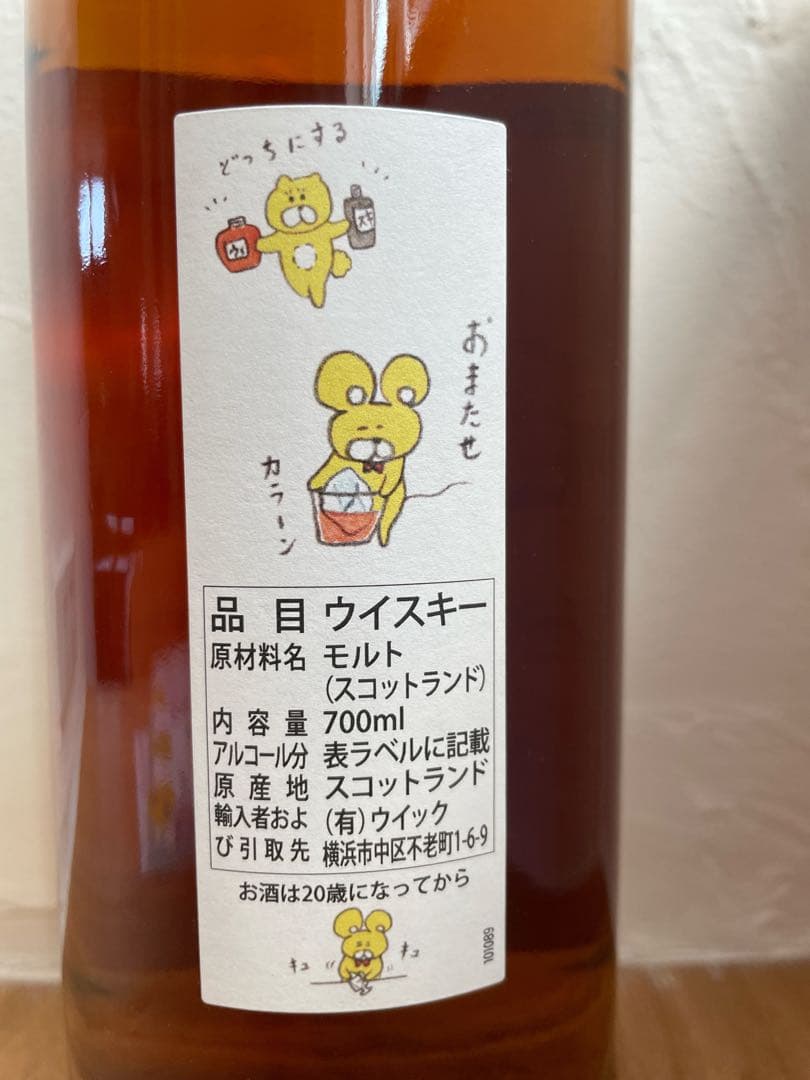 どっちにする
ウィ
スキ
おまたせ
カラーン
品目 ウイスキー
原材料名 モルト
(スコットランド)
内容量 700ml
アルコール分 表ラベルに記載
原産地 スコットランド
輸入者およ (有)ウイック
び引取先 横浜市中区不老町1-6-9
お酒は20歳になってから
キュ キュ
101089